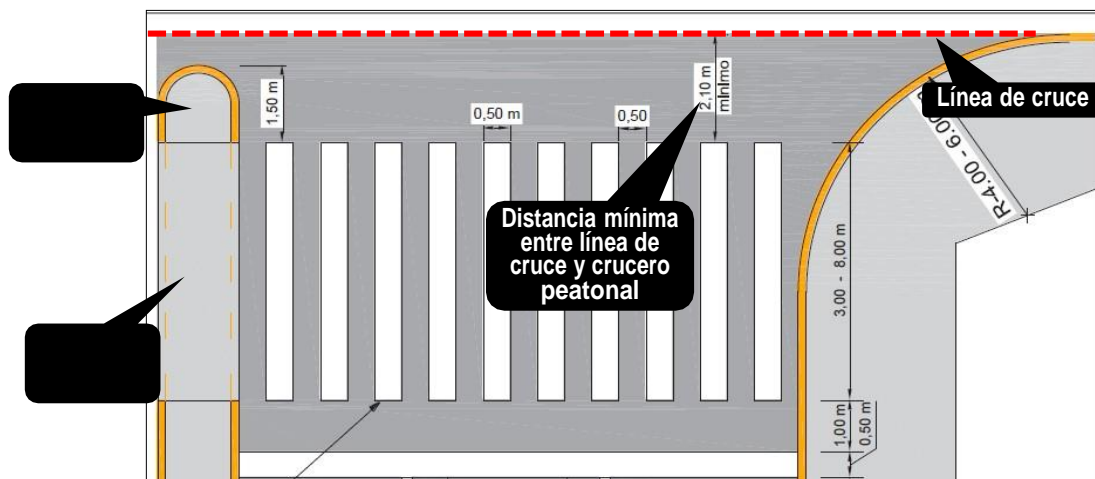 1,50 m
0,50 m
0,50
2,10 m
mínimo
Línea de cruce
R-4.00 - 6.00
Distancia mínima
entre línea de
cruce y crucero
peatonal
3,00 - 8,00 m
1,00 m
0,50 m